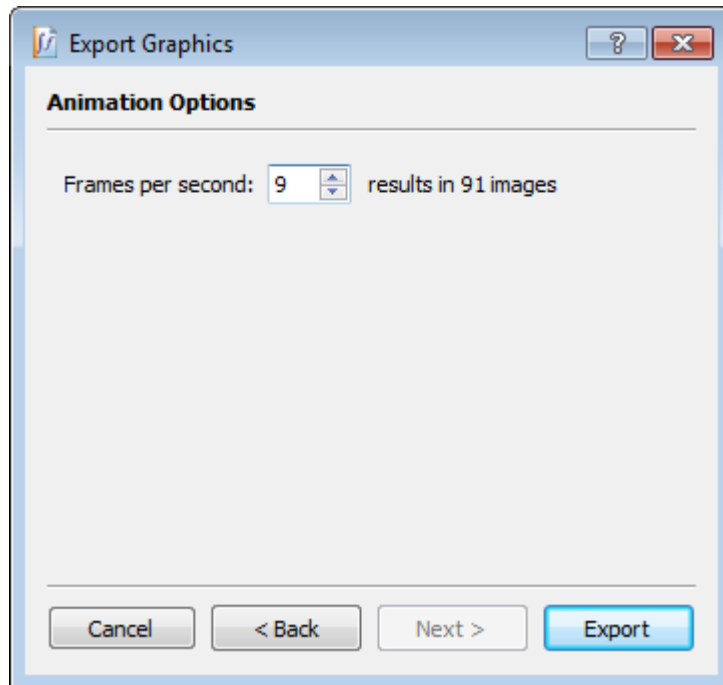 Export Graphics
Animation Options
Frames per second: 9 results in 91 images
Cancel < Back Next > Export